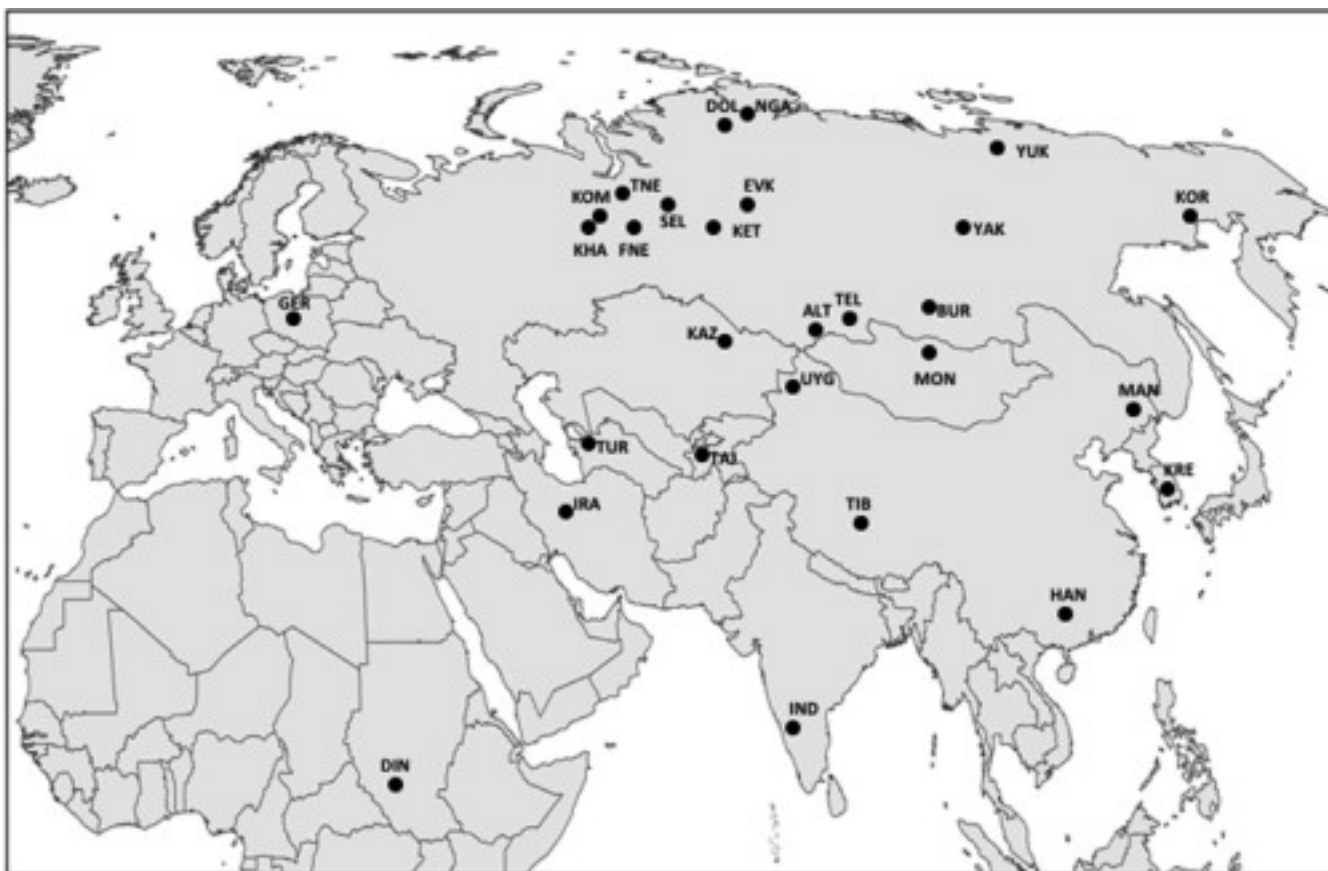 DOL NGA
YUK
TNE EVK
KOM KOR
SEL KET YAK
KHA FNE
GER TEL
ALT BUR
KAZ
MON
UYG
MAN
TUR
TAJ
KRE
IRA TIB
HAN
IND
DIN